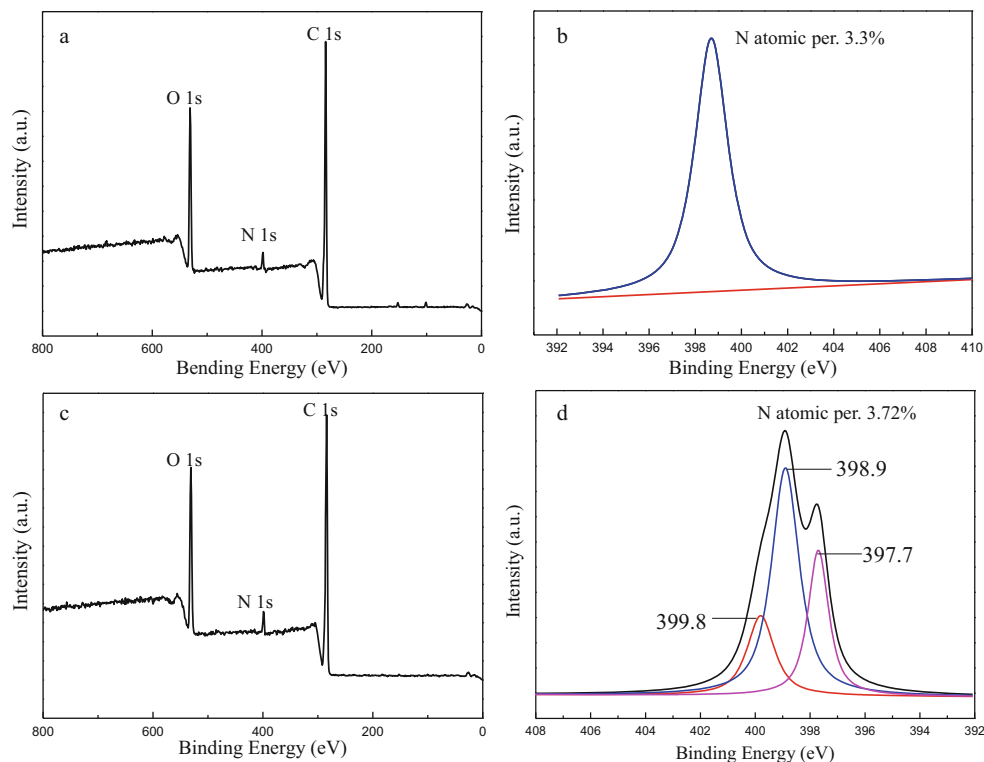 a
C 1s
O 1s
N 1s
Intensity (a.u.)
800 600 400 200 0
Bending Energy (eV)
b
N atomic per. 3.3%
Intensity (a.u.)
392 394 396 398 400 402 404 406 408 410
Binding Energy (eV)
c
C 1s
O 1s
N 1s
Intensity (a.u.)
800 600 400 200 0
Binding Energy (eV)
d
N atomic per. 3.72%
398.9
397.7
399.8
Intensity (a.u.)
408 406 404 402 400 398 396 394 392
Binding Energy (eV)